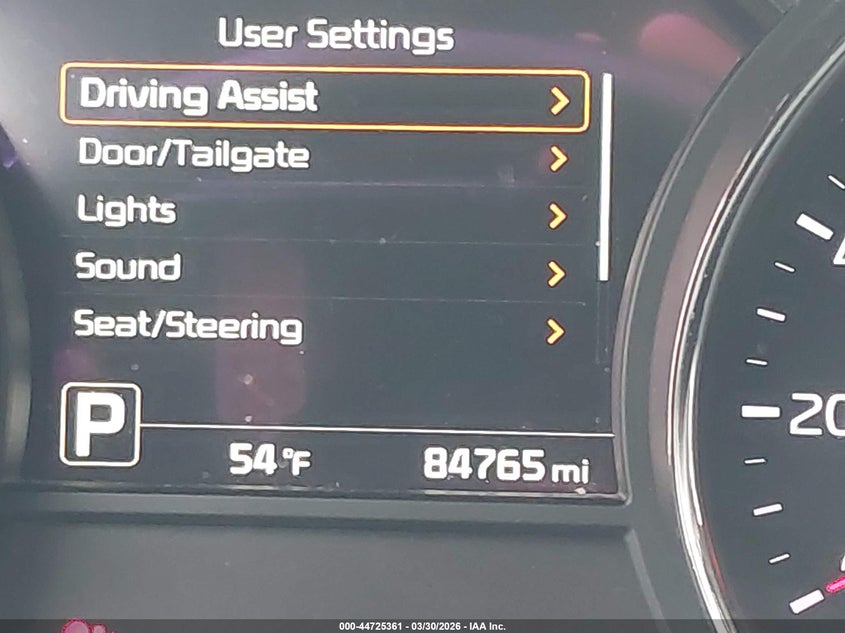 User Settings
Driving Assist
Door/Tailgate
Lights
Sound
Seat/Steering
P
54°F
84765 mi
20
000-44725361 - 03/30/2026 - IAA Inc.